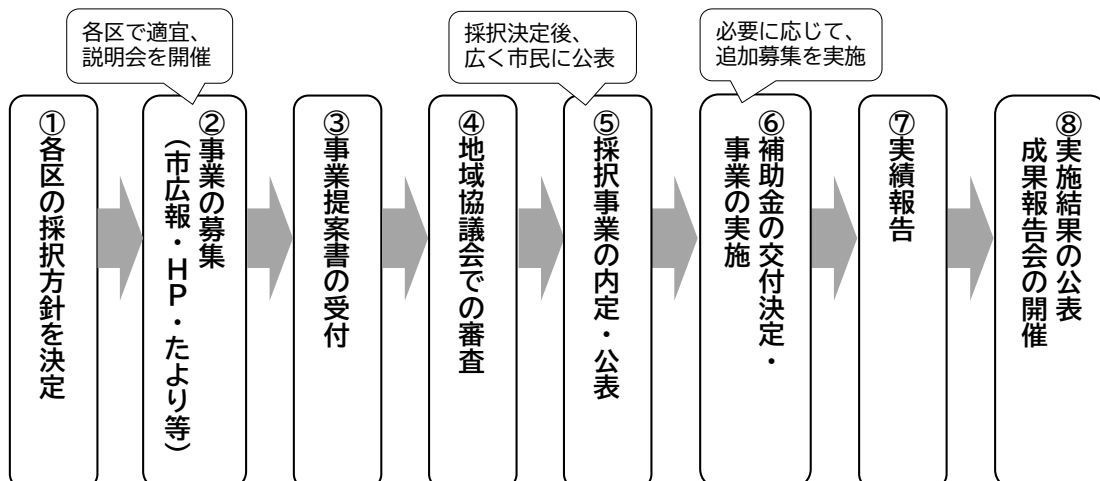 各区で適宜、
説明会を開催
採択決定後、
広く市民に公表
必要に応じて、
追加募集を実施
①各区の採択方針を決定
②事業の募集
(市広報・HP・たより等)
③事業提案書の受付
④地域協議会での審査
⑤採択事業の内定・公表
⑥補助金の交付決定・
事業の実施
⑦実績報告
⑧実施結果の公表
成果報告会の開催